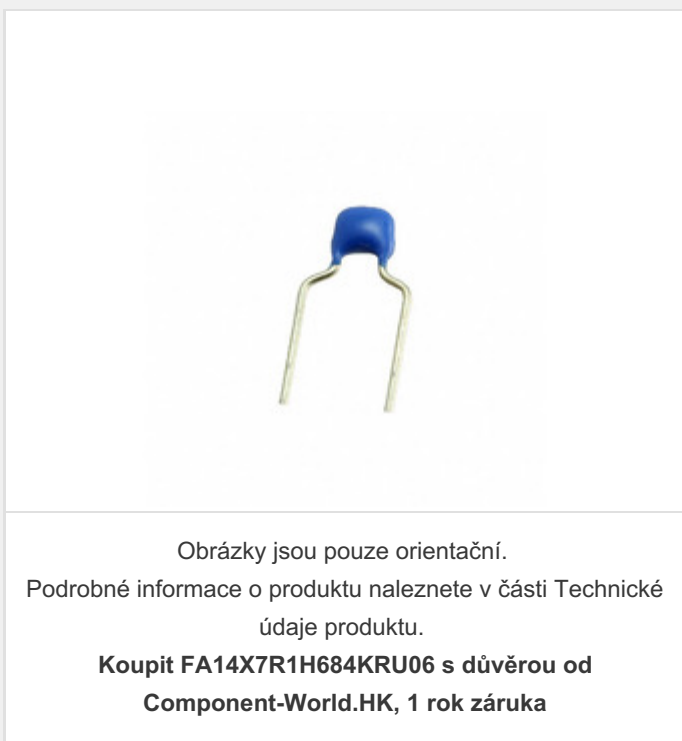 Obrázky jsou pouze orientační.
Podrobné informace o produktu naleznete v části Technické
údaje produktu.
Koupit FA14X7R1H684KRU06 s důvěrou od
Component-World.HK, 1 rok záruka